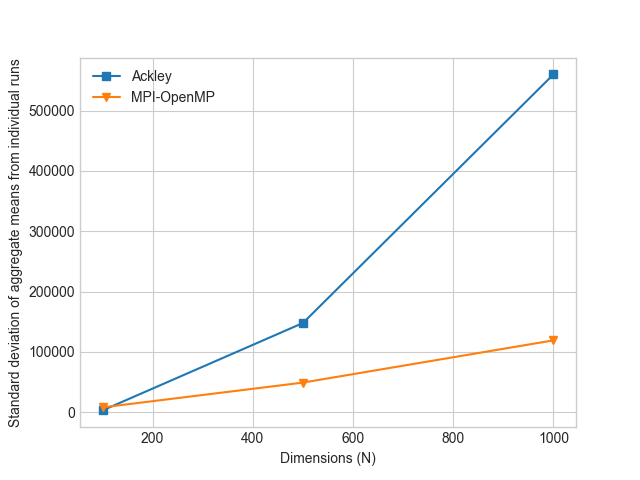 Ackley
MPI-OpenMP
Standard deviation of aggregate means from individual runs
500000
400000
300000
200000
100000
0
200
400
600
800
1000
Dimensions (N)